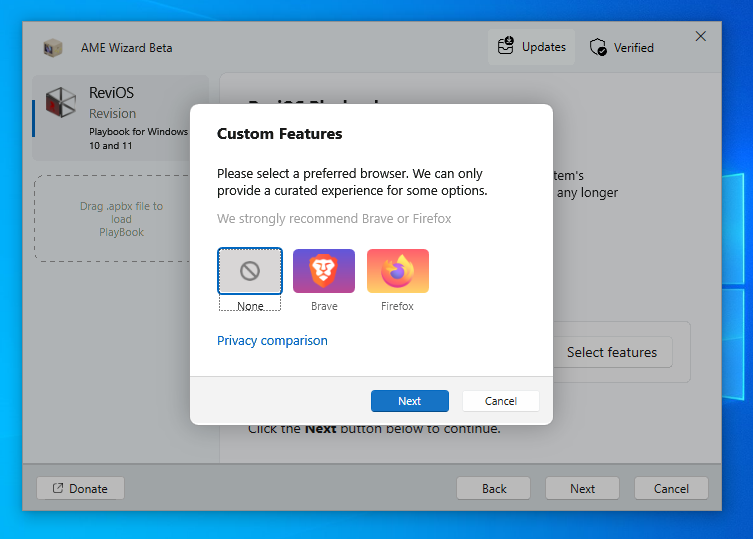 AME Wizard Beta
Updates
Verified
ReviOS
Revision
Playbook for Windows
10 and 11
Drag .apbx file to
load
PlayBook
Custom Features
Please select a preferred browser. We can only
provide a curated experience for some options.
We strongly recommend Brave or Firefox
None
Brave
Firefox
Privacy comparison
Next
Cancel
tem's
any longer
Select features
Click the Next button below to continue.
Donate
Back
Next
Cancel